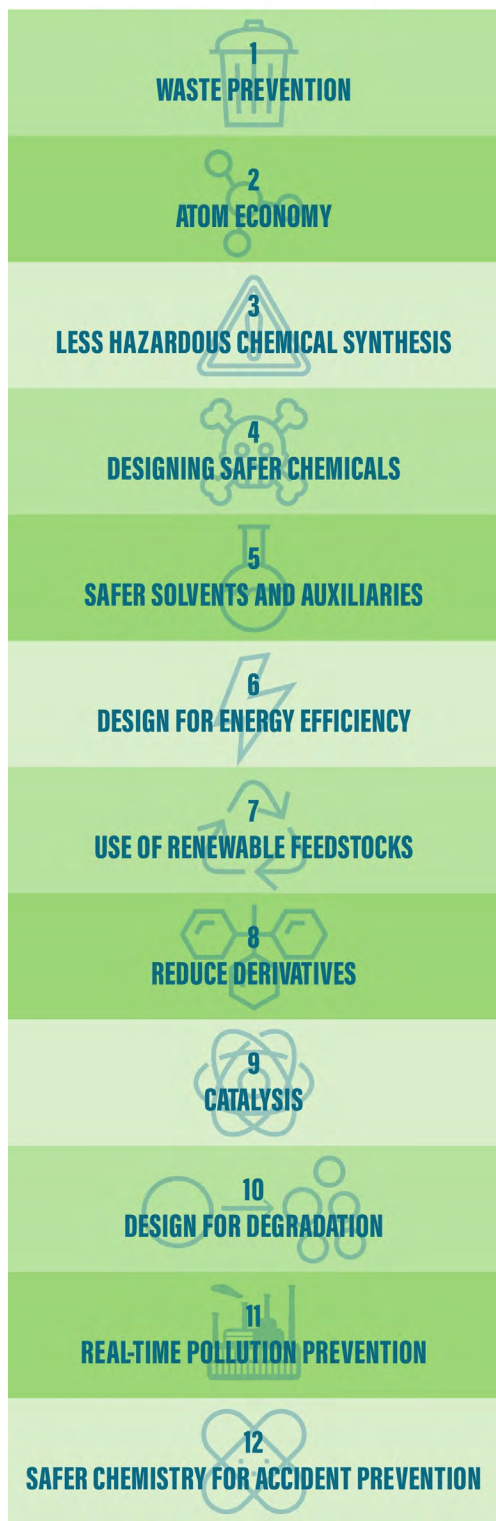 1
WASTE PREVENTION
2
ATOM ECONOMY
3
LESS HAZARDOUS CHEMICAL SYNTHESIS
4
DESIGNING SAFER CHEMICALS
5
SAFER SOLVENTS AND AUXILIARIES
6
DESIGN FOR ENERGY EFFICIENCY
7
USE OF RENEWABLE FEEDSTOCKS
8
REDUCE DERIVATIVES
9
CATALYSIS
10
DESIGN FOR DEGRADATION
11
REAL-TIME POLLUTION PREVENTION
12
SAFER CHEMISTRY FOR ACCIDENT PREVENTION